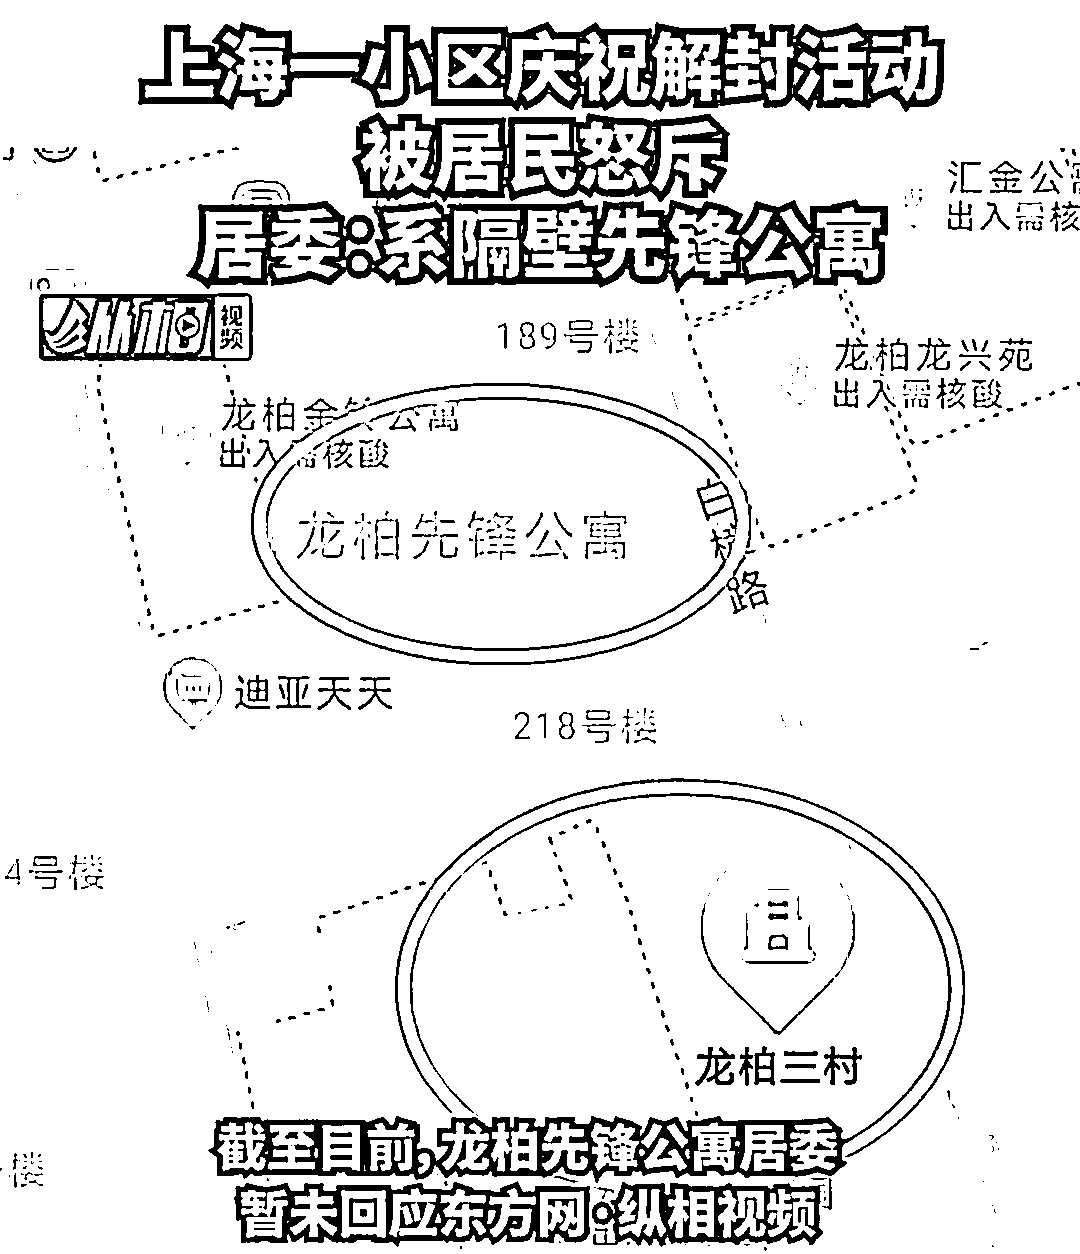 上海一小区庆祝解封活动
被居民怒斥
居委:系隔壁先锋公寓
汇金公寓
出入需核
纵相
视频
189号楼
龙柏龙兴苑
出入需核酸
龙柏金铃公寓
出入需核酸
龙柏先锋公寓
白樟路
迪亚天天
218号楼
4号楼
龙柏三村
号楼
截至目前,龙柏先锋公寓居委
暂未回应东方网·纵相视频